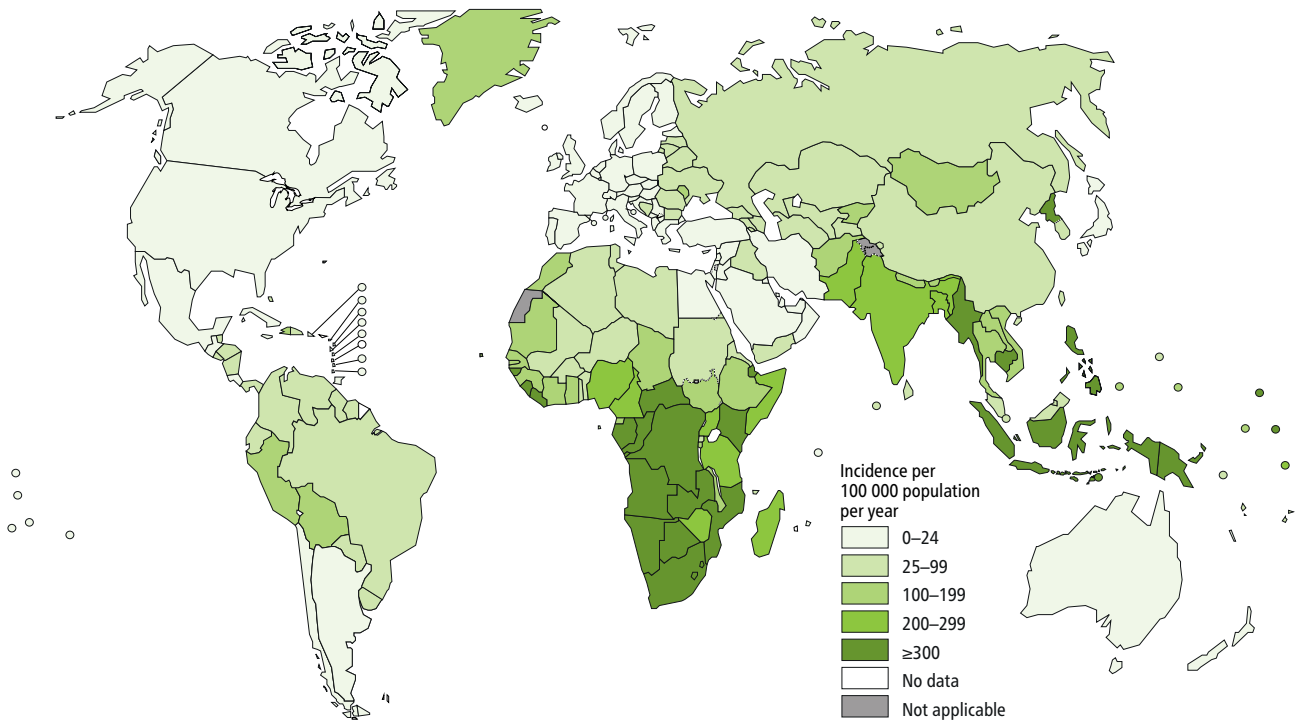 Incidence per
100 000 population
per year
0–24
25–99
100–199
200–299
≥300
No data
Not applicable